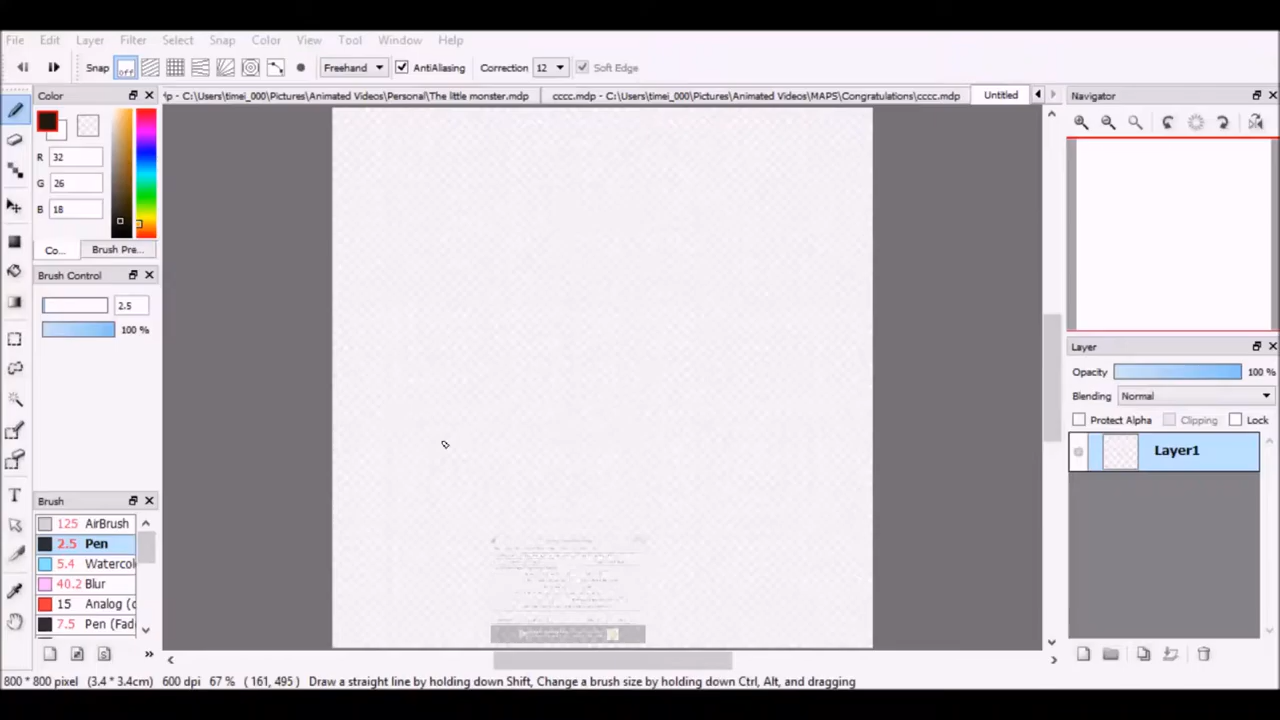 File Edit Layer Filter Select Snap Color View Tool Window Help
Snap off Freehand AntiAliasing Correction 12 Soft Edge
Color
p - C:\Users\timei_000\Pictures\Animated Videos\Personal\The little monster.mdp
cccc.mdp - C:\Users\timei_000\Pictures\Animated Videos\MAPS\Congratulations\cccc.mdp
Untitled
Navigator
R 32
G 26
B 18
Co...
Brush Pre...
Brush Control
2.5
100 %
Layer
Opacity 100 %
Blending Normal
Protect Alpha Clipping Lock
Layer1
Brush
125 AirBrush
2.5 Pen
5.4 Watercol
40.2 Blur
15 Analog (c
7.5 Pen (Fad
T
S
800 * 800 pixel (3.4 * 3.4cm) 600 dpi 67 % ( 161, 495 ) Draw a straight line by holding down Shift, Change a brush size by holding down Ctrl, Alt, and dragging